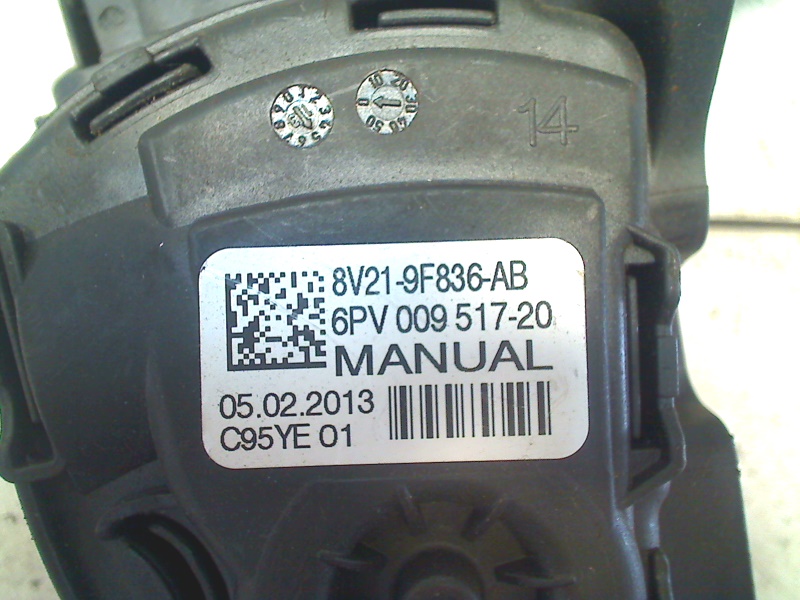 14
8V21-9F836-AB
6PV 009 517-20
MANUAL
05.02.2013
C95YE 01